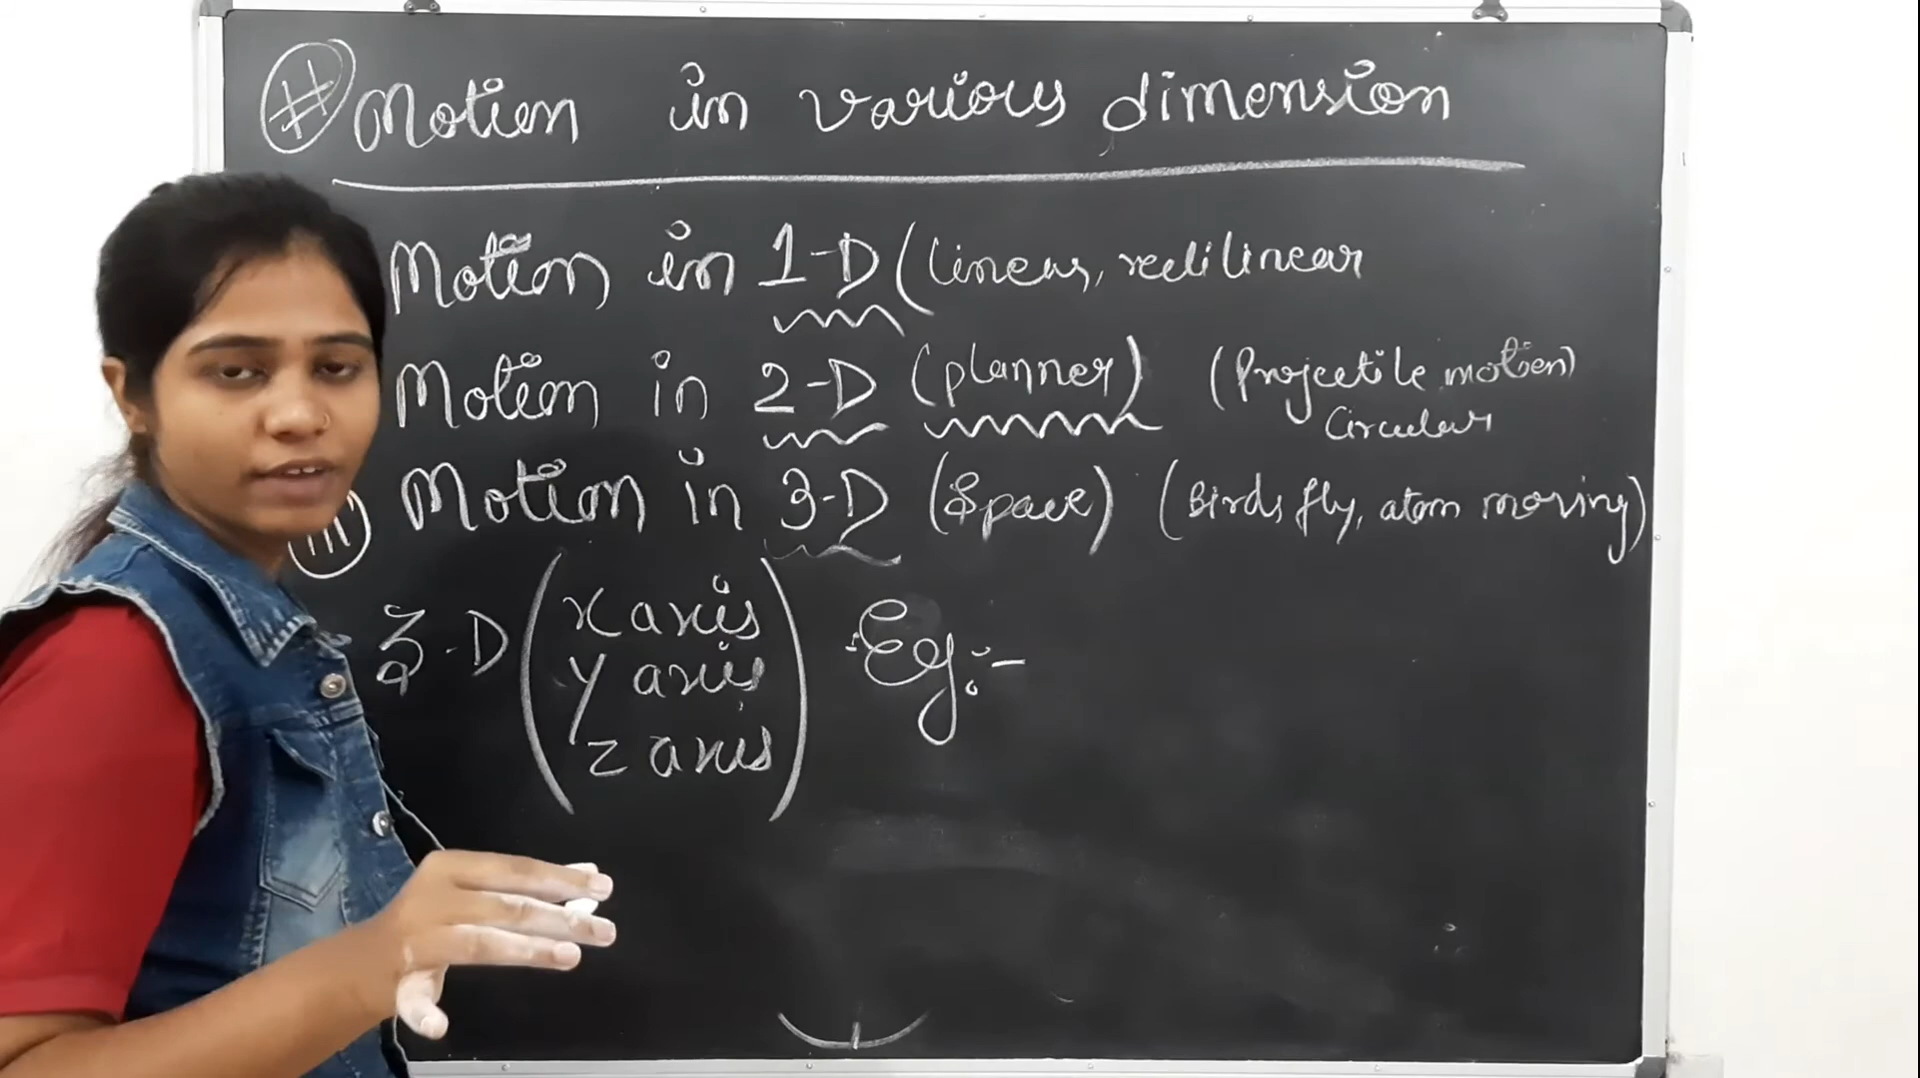 # Motion in various dimension
Motion in 1-D (linear, rectilinear
Motion in 2-D (planner) (Projectile motion)
Circular
iii) Motion in 3-D (Space) (Birds fly, atom moving)
3-D (x axis
y axis
z axis) Eg:-